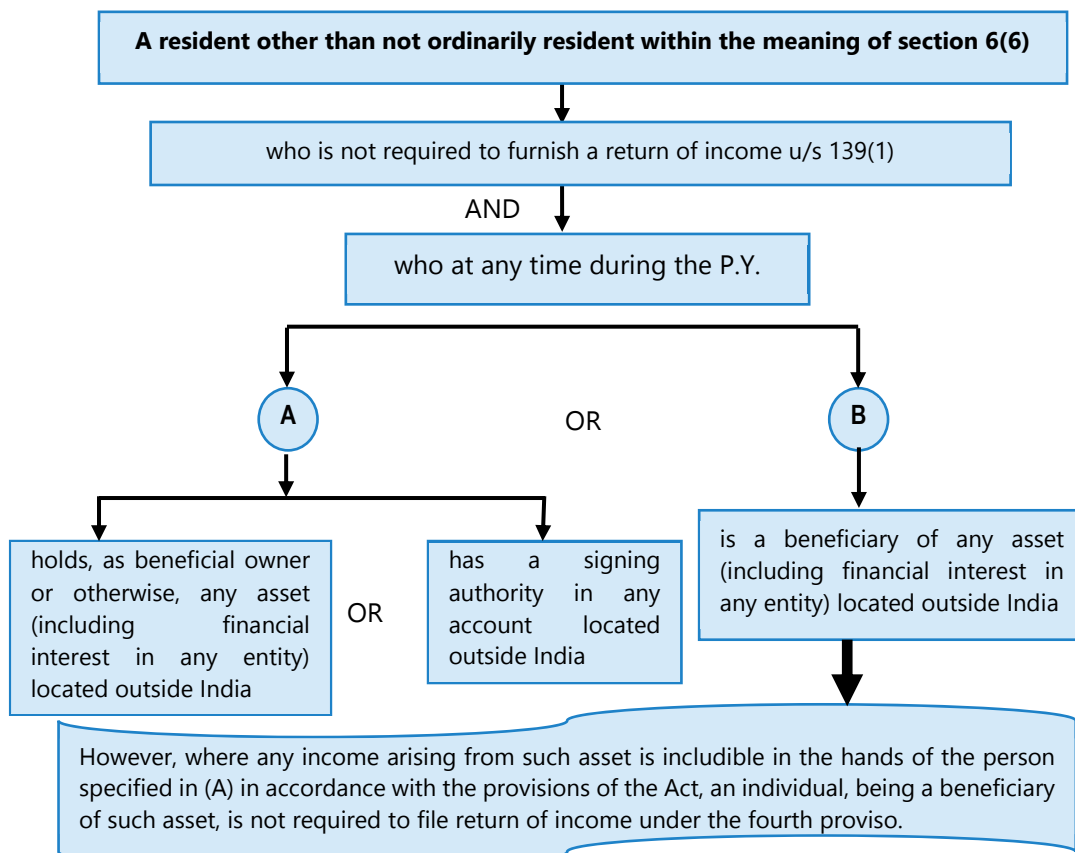 A resident other than not ordinarily resident within the meaning of section 6(6)
who is not required to furnish a return of income u/s 139(1)
AND
who at any time during the P.Y.
A
OR
B
holds, as beneficial owner
or otherwise, any asset
(including financial
interest in any entity)
located outside India
OR
has a signing
authority in any
account located
outside India
is a beneficiary of any asset
(including financial interest in
any entity) located outside India
However, where any income arising from such asset is includible in the hands of the person
specified in (A) in accordance with the provisions of the Act, an individual, being a beneficiary
of such asset, is not required to file return of income under the fourth proviso.